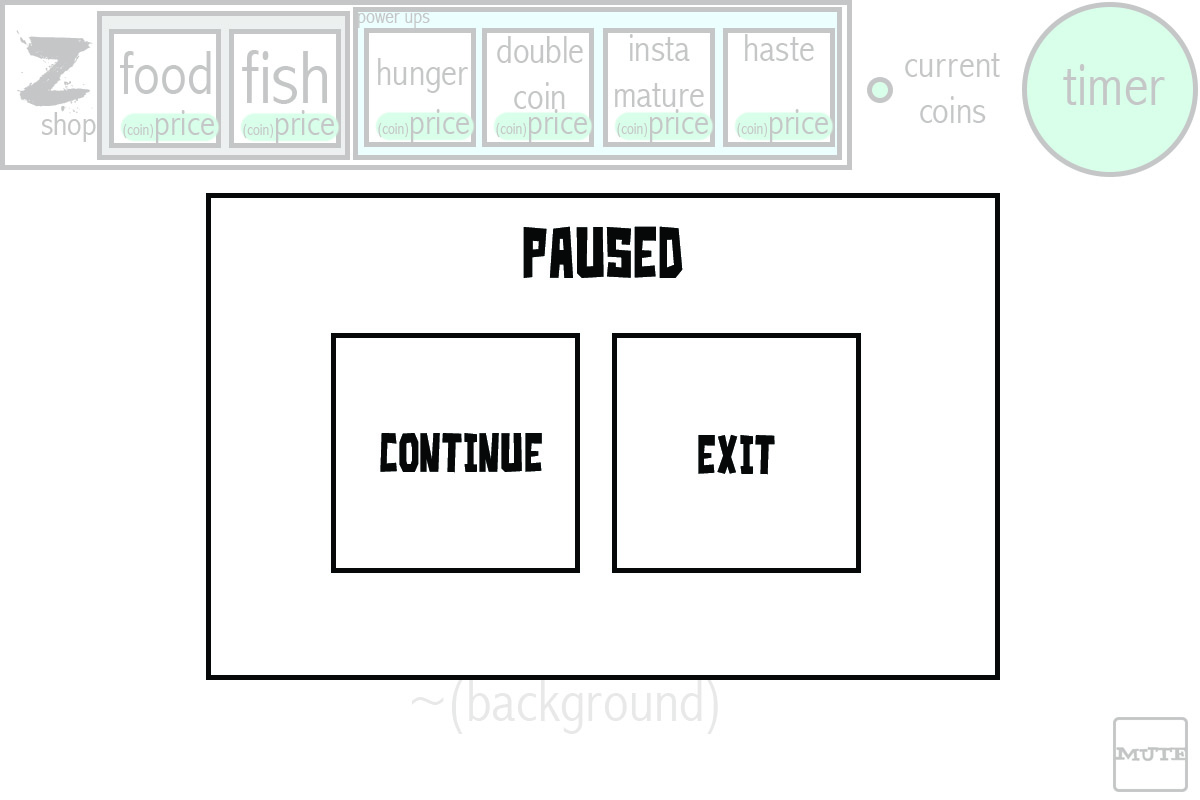 power ups
Z
shop
food
(coin)price
fish
(coin)price
hunger
(coin)price
double
coin
(coin)price
insta
mature
(coin)price
haste
(coin)price
current
coins
timer
PAUSED
CONTINUE
EXIT
~(background)
MUTE